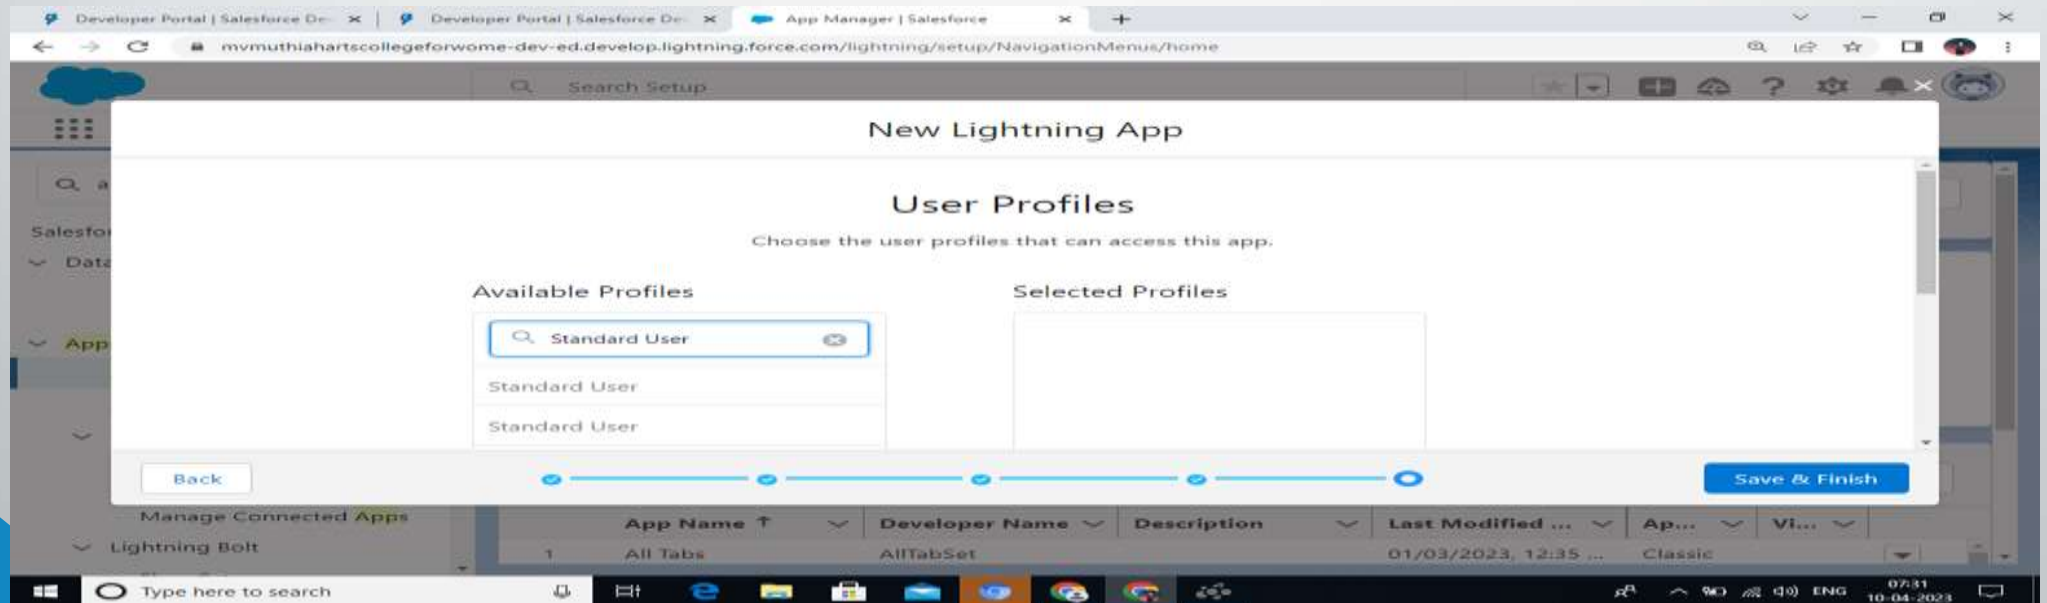 Developer Portal | Salesforce De
Developer Portal | Salesforce De
App Manager | Salesforce
mvmuthiahartscollegeforwome-dev-ed.develop.lightning.force.com/lightning/setup/NavigationMenus/home
Search Setup
New Lightning App
a
User Profiles
Salesfo
Choose the user profiles that can access this app.
Data
Available Profiles
Selected Profiles
Standard User
App
Standard User
Standard User
Back
Save & Finish
Manage Connected Apps
App Name ↑
Developer Name
Description
Last Modified ...
Ap...
Vi...
Lightning Bolt
1
All Tabs
AllTabSet
01/03/2023, 12:35 ...
Classic
Type here to search
ENG
07:31
10-04-2023